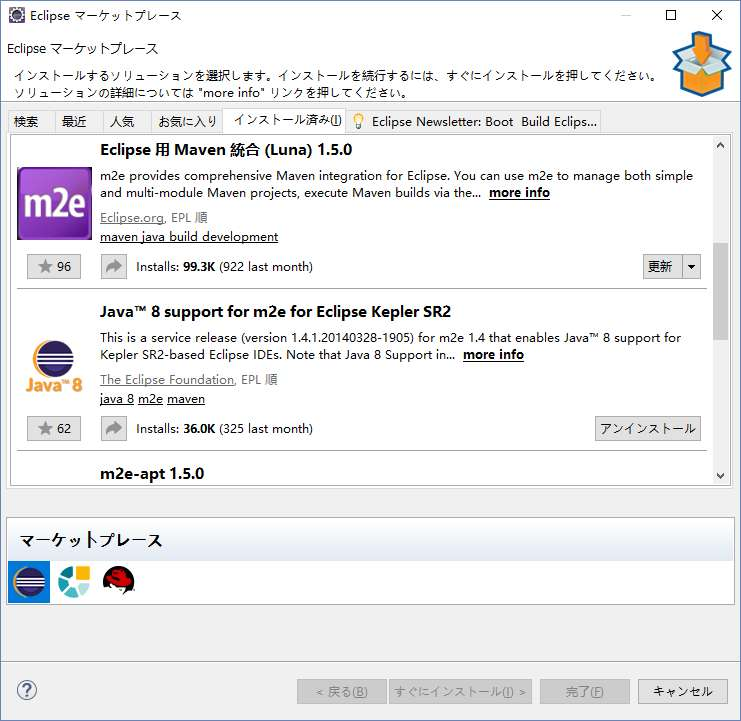 Eclipse マーケットプレース
Eclipse マーケットプレース
インストールするソリューションを選択します。インストールを続行するには、すぐにインストールを押してください。
ソリューションの詳細については "more info" リンクを押してください。
検索 最近 人気 お気に入り インストール済み(I) Eclipse Newsletter: Boot Build Eclips...
Eclipse 用 Maven 統合 (Luna) 1.5.0
m2e
m2e provides comprehensive Maven integration for Eclipse. You can use m2e to manage both simple
and multi-module Maven projects, execute Maven builds via the... more info
Eclipse.org, EPL 順
maven java build development
96 Installs: 99.3K (922 last month) 更新
Java™ 8 support for m2e for Eclipse Kepler SR2
Java™ 8
This is a service release (version 1.4.1.20140328-1905) for m2e 1.4 that enables Java™ 8 support for
Kepler SR2-based Eclipse IDEs. Note that Java 8 Support in... more info
The Eclipse Foundation, EPL 順
java 8 m2e maven
62 Installs: 36.0K (325 last month) アンインストール
m2e-apt 1.5.0
マーケットプレース
? < 戻る(B) すぐにインストール(I) > 完了(F) キャンセル